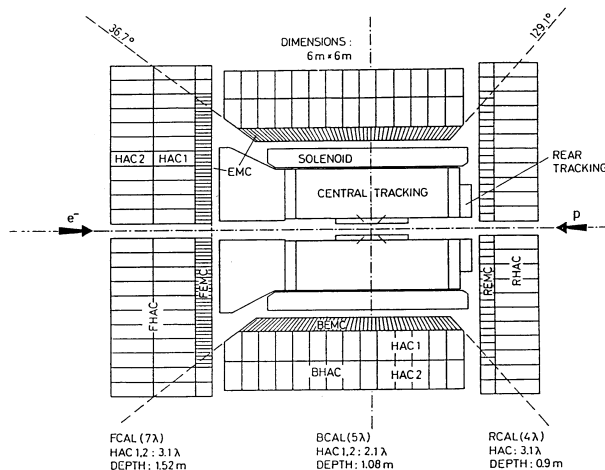 36.7°
DIMENSIONS :
6m × 6m
129.1°
HAC 2 HAC 1
EMC
SOLENOID
REAR
TRACKING
CENTRAL TRACKING
e⁻
p
FEMC
FHAC
REMC
RHAC
BEMC
HAC 1
BHAC
HAC 2
FCAL (7λ)
HAC 1,2 : 3.1 λ
DEPTH : 1.52 m
BCAL (5λ)
HAC 1,2 : 2.1 λ
DEPTH : 1.08 m
RCAL (4λ)
HAC : 3.1λ
DEPTH : 0.9 m